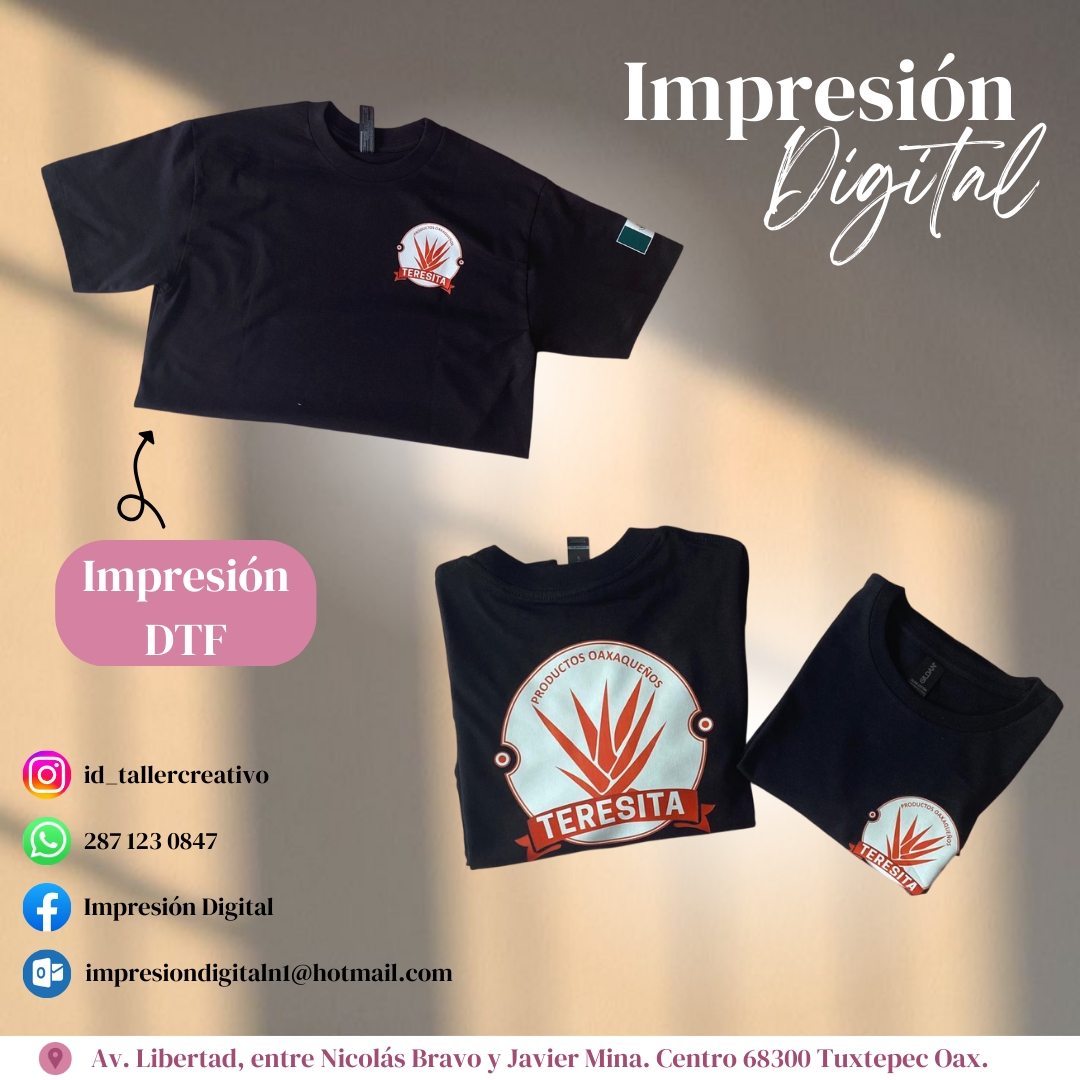 Impresión
Digital
PRODUCTOS OAXAQUEÑOS
TERESITA
Impresión
DTF
PRODUCTOS OAXAQUEÑOS
TERESITA
GILDAN
PRODUCTOS OAXAQUEÑOS
TERESITA
id_tallercreativo
287 123 0847
Impresión Digital
impresiondigitaln1@hotmail.com
Av. Libertad, entre Nicolás Bravo y Javier Mina. Centro 68300 Tuxtepec Oax.